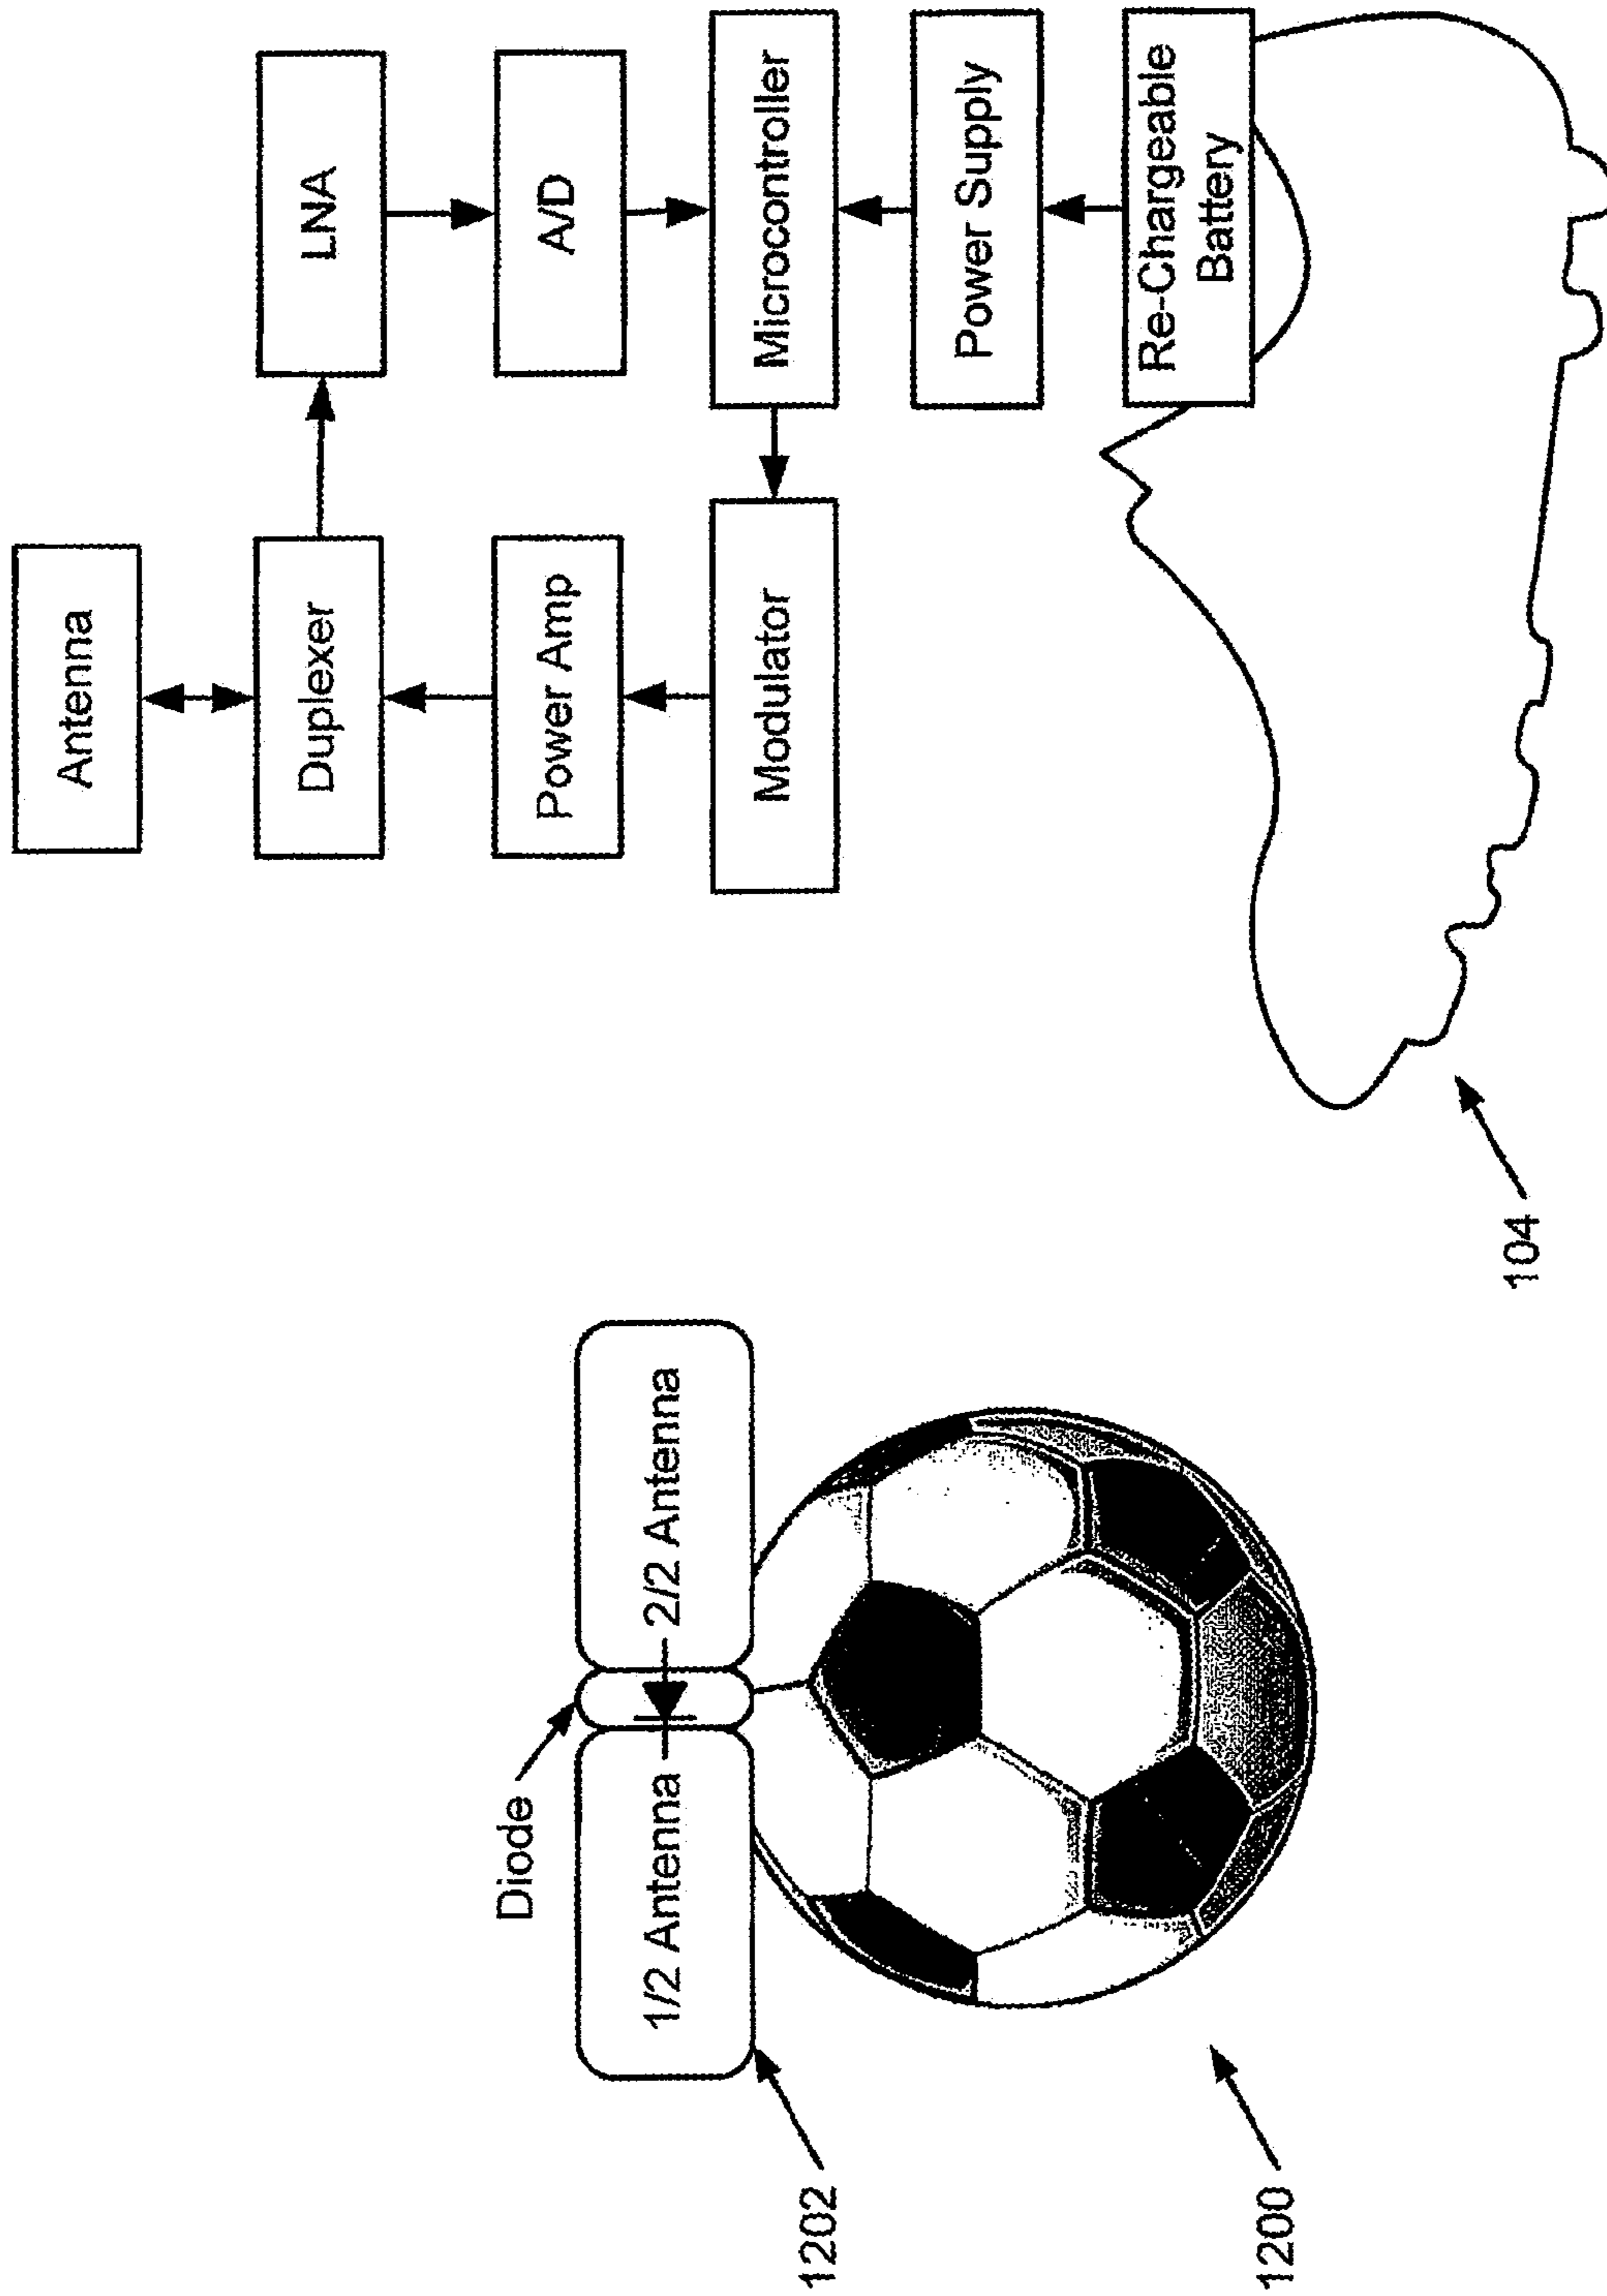 Diode
1/2 Antenna
2/2 Antenna
1202
1200
Antenna
Duplexer
LNA
Power Amp
A/D
Modulator
Microcontroller
Power Supply
Re-Chargeable
Battery
104